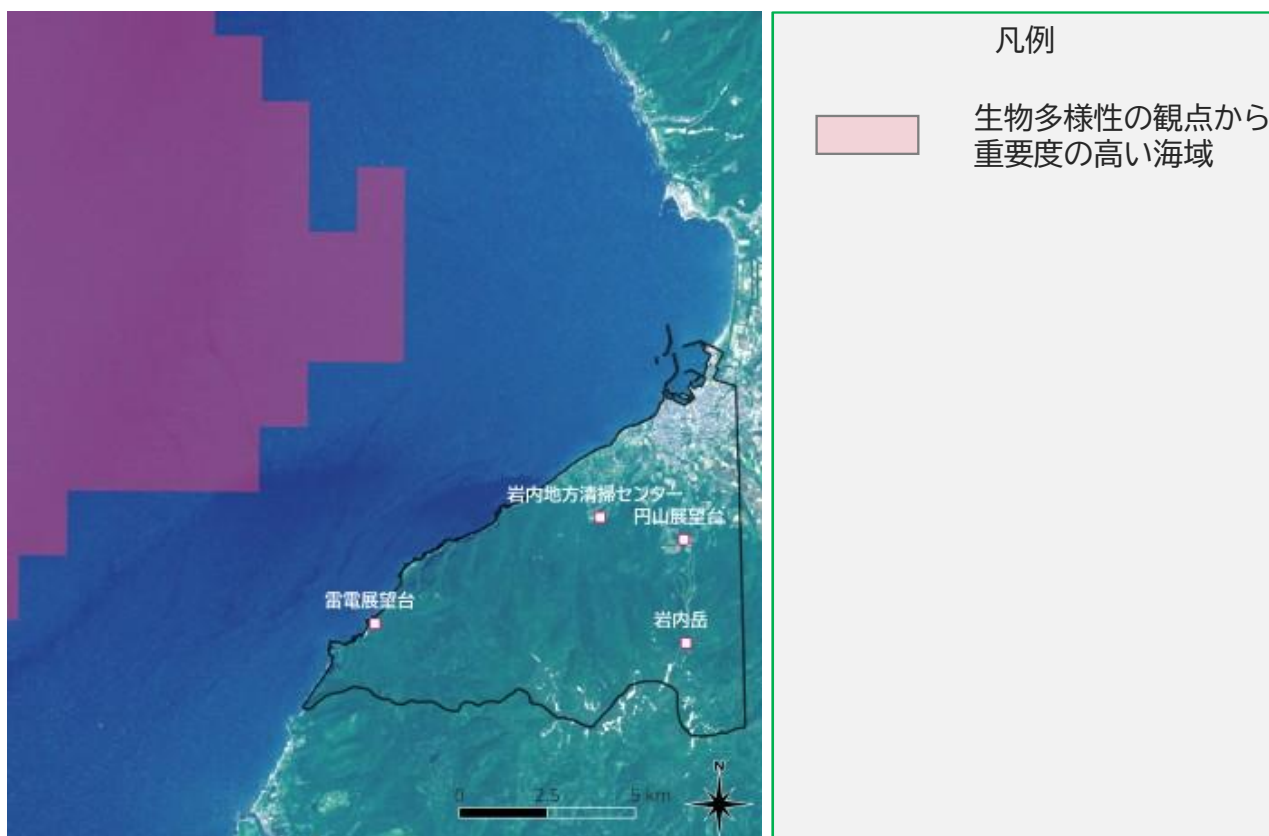 凡例
生物多様性の観点から
重要度の高い海域
岩内地方清掃センター
円山展望台
雷電展望台
岩内岳
N
0 2.5 5 km